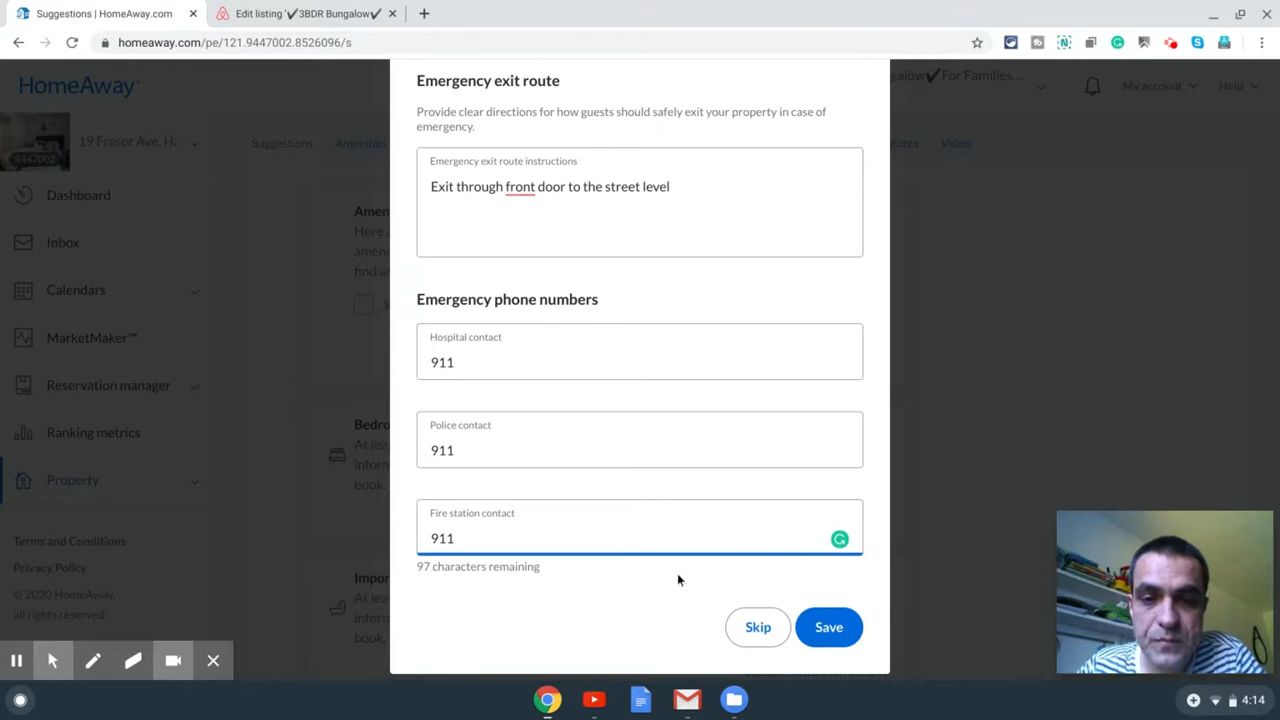 Suggestions | HomeAway.com
Edit listing '✔3BDR Bungalow✔
homeaway.com/pe/121.9447002.8526096/s
HomeAway
galow✔For Families...
My account
Help
19 Fraser Ave. H.
9447002
Suggestions
Amenities
Rates
Video
Dashboard
Inbox
Calendars
MarketMaker™
Reservation manager
Ranking metrics
Property
Terms and Conditions
Privacy Policy
© 2020 HomeAway,
all rights reserved.
Amen
Here a
ameni
find ar
Bedro
At lea
inform
book.
Impor
At leas
inform
book.
Emergency exit route
Provide clear directions for how guests should safely exit your property in case of
emergency.
Emergency exit route instructions
Exit through front door to the street level
Emergency phone numbers
Hospital contact
911
Police contact
911
Fire station contact
911
97 characters remaining
Skip
Save
4:14